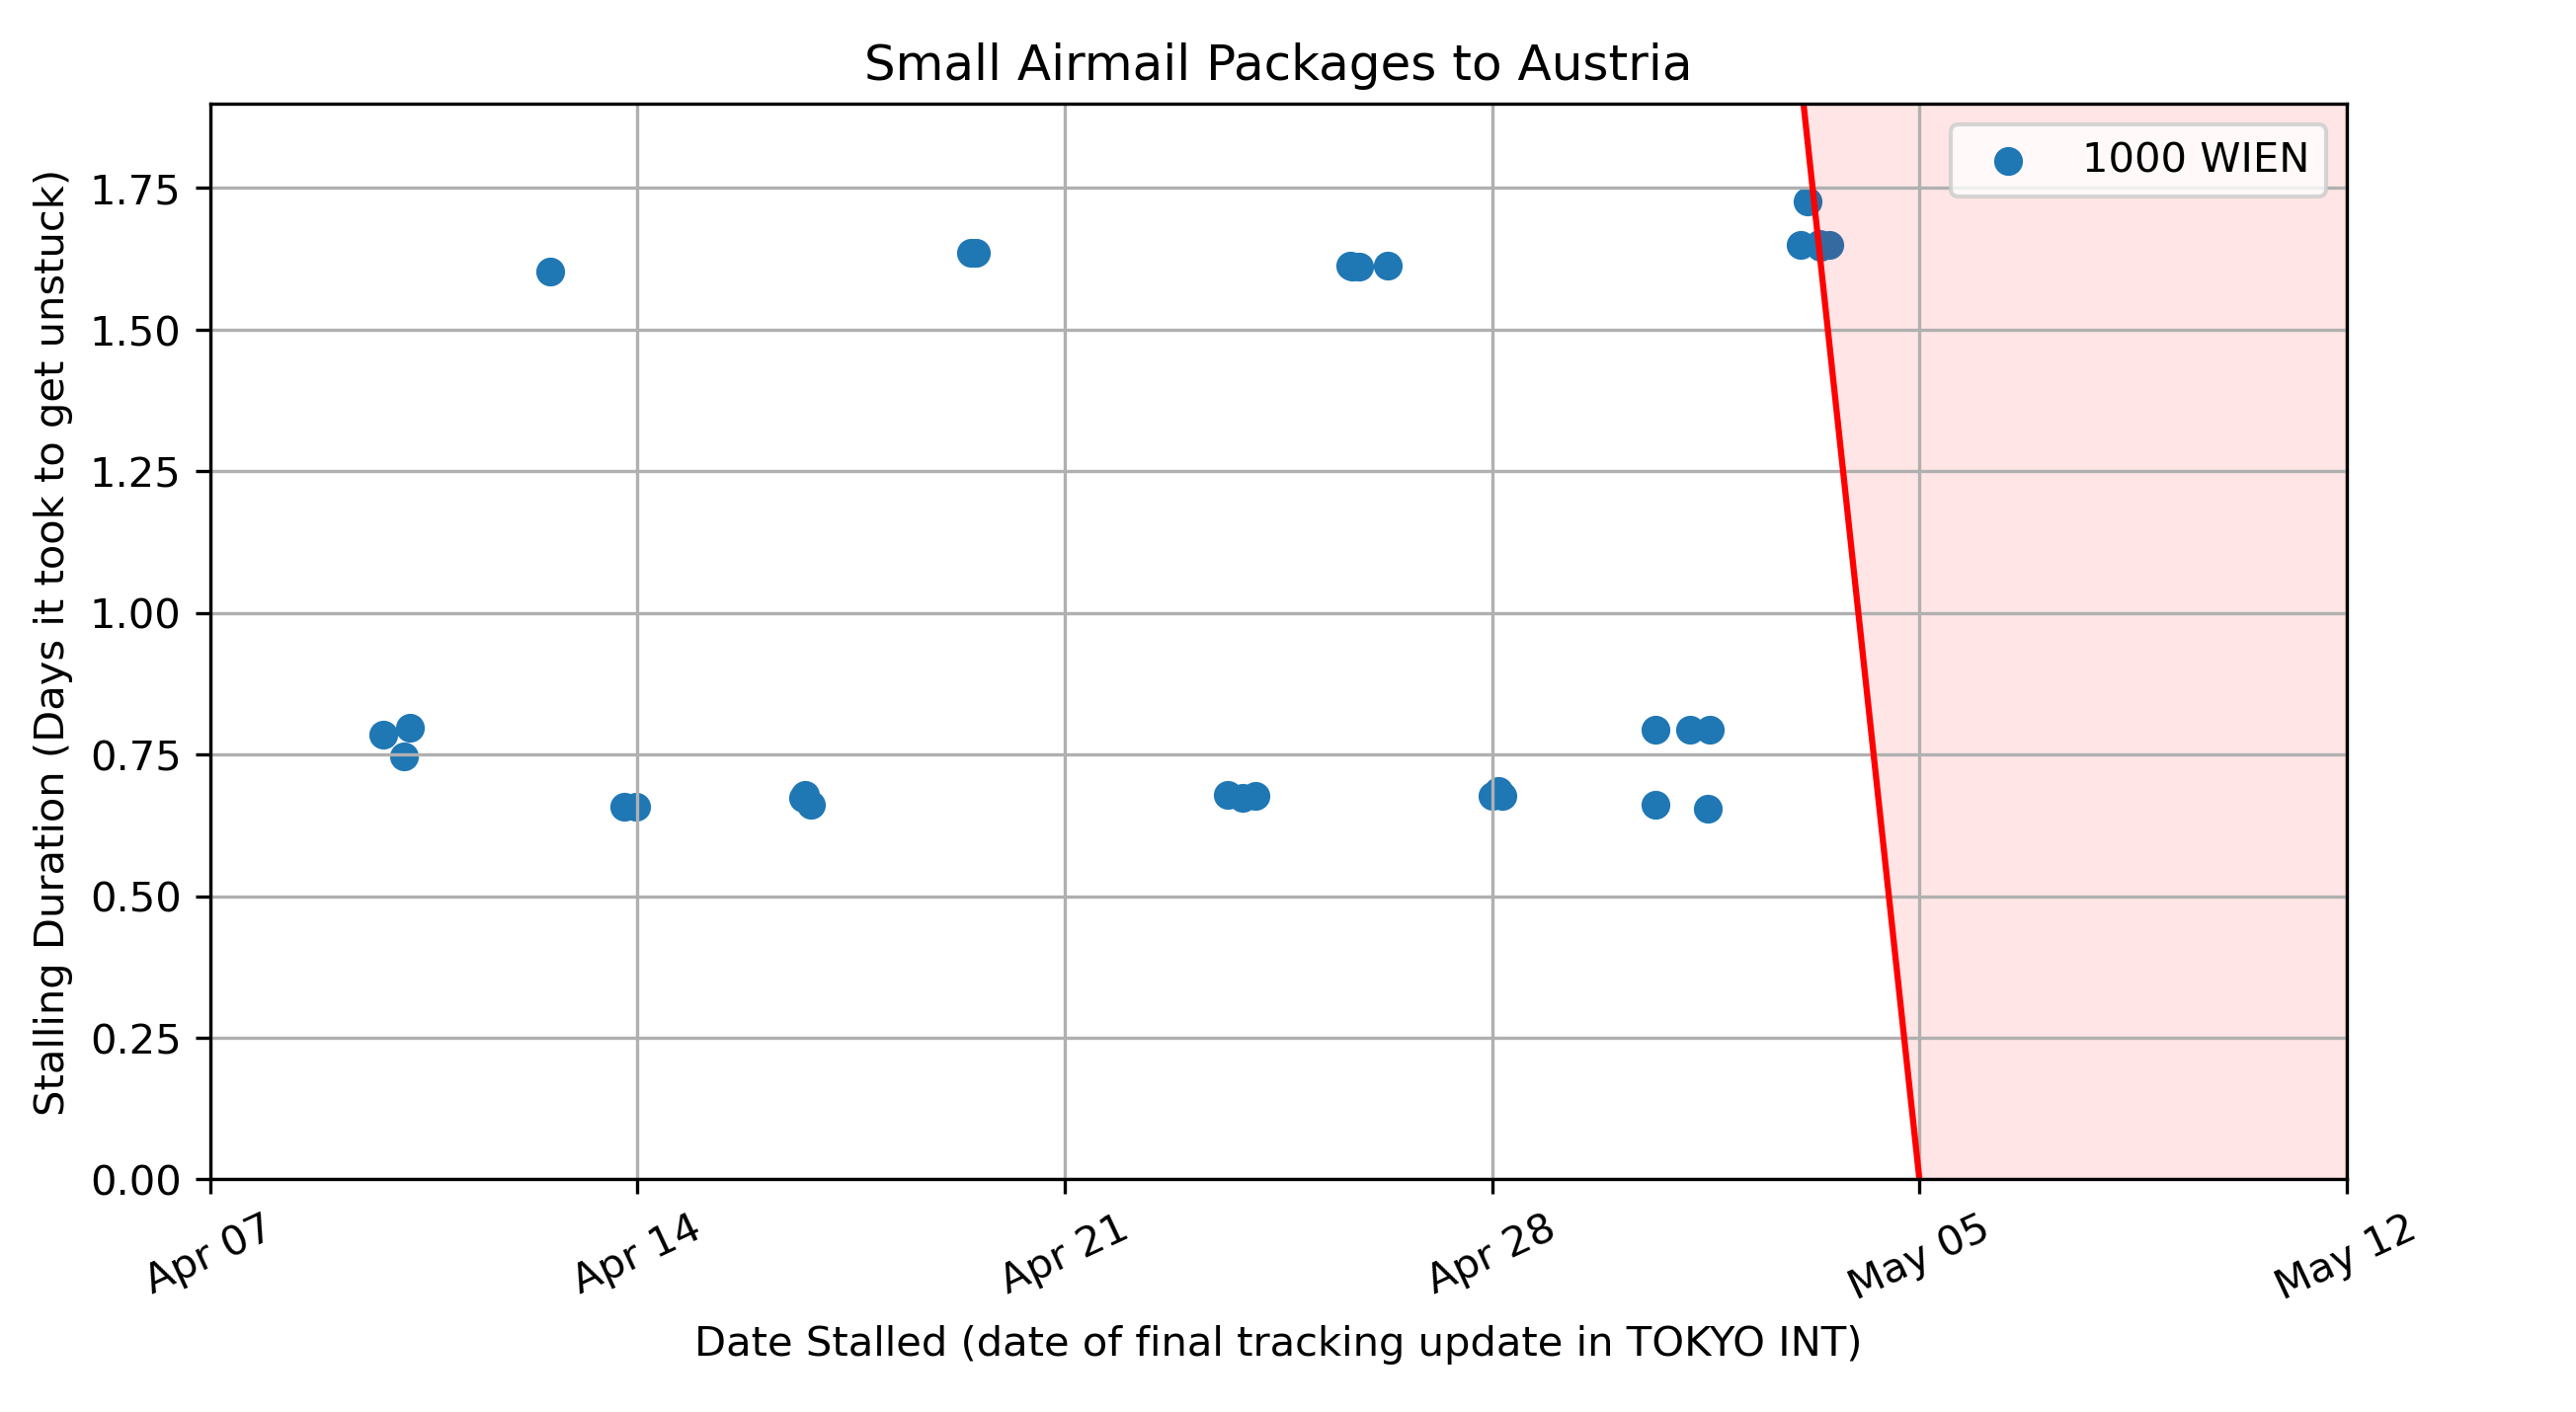 Small Airmail Packages to Austria
1000 WIEN
Stalling Duration (Days it took to get unstuck)
1.75
1.50
1.25
1.00
0.75
0.50
0.25
0.00
Apr 07
Apr 14
Apr 21
Apr 28
May 05
May 12
Date Stalled (date of final tracking update in TOKYO INT)